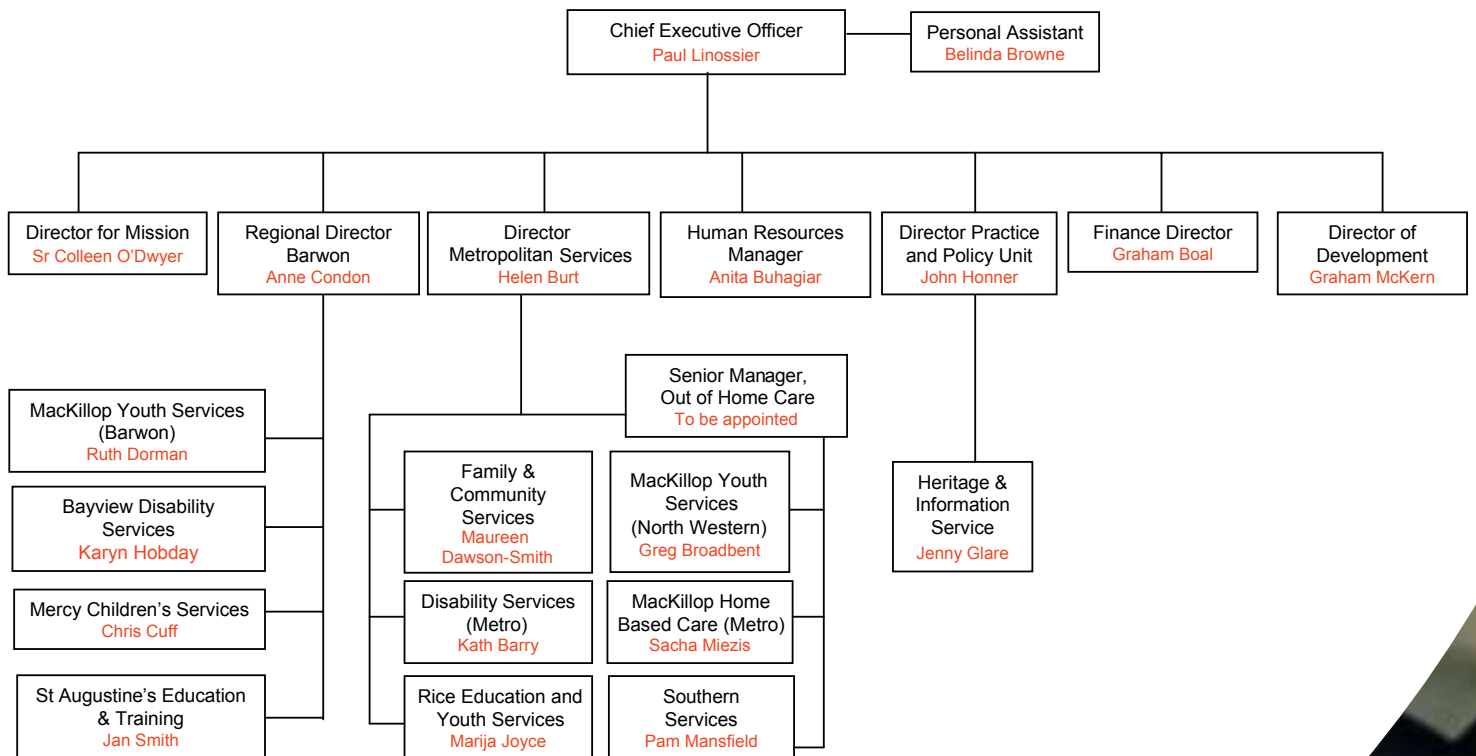 Chief Executive Officer
Paul Linossier
Personal Assistant
Belinda Browne
Director for Mission
Sr Colleen O’Dwyer
Regional Director
Barwon
Anne Condon
Director
Metropolitan Services
Helen Burt
Human Resources
Manager
Anita Buhagiar
Director Practice
and Policy Unit
John Honner
Finance Director
Graham Boal
Director of
Development
Graham McKern
MacKillop Youth Services
(Barwon)
Ruth Dorman
Bayview Disability
Services
Karyn Hobday
Mercy Children’s Services
Chris Cuff
St Augustine’s Education
& Training
Jan Smith
Senior Manager,
Out of Home Care
To be appointed
Family &
Community
Services
Maureen
Dawson-Smith
Disability Services
(Metro)
Kath Barry
Rice Education and
Youth Services
Marija Joyce
MacKillop Youth
Services
(North Western)
Greg Broadbent
MacKillop Home
Based Care (Metro)
Sacha Miezis
Southern
Services
Pam Mansfield
Heritage &
Information
Service
Jenny Glare